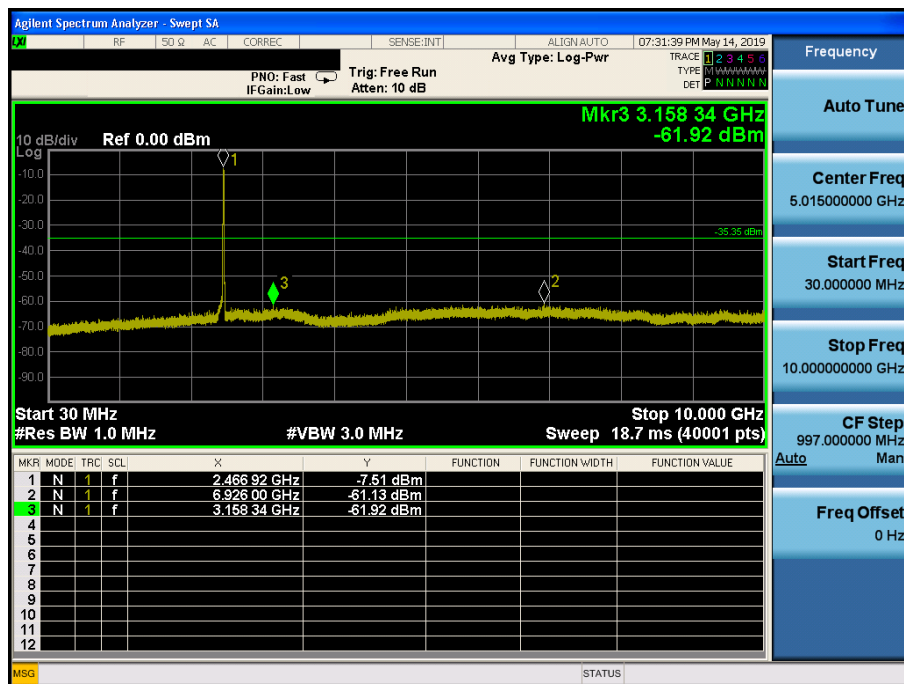 Agilent Spectrum Analyzer - Swept SA
LXI RF 50 Ω AC CORREC SENSE:INT ALIGN AUTO 07:31:39 PM May 14, 2019
PNO: Fast Trig: Free Run Avg Type: Log-Pwr TRACE 1 2 3 4 5 6
IFGain:Low Atten: 10 dB TYPE M WWWWW
DET P N N N N N
Mkr3 3.158 34 GHz
-61.92 dBm
10 dB/div Ref 0.00 dBm
Log
1
-10.0
-20.0
-30.0
-35.35 dBm
-40.0
-50.0
3 2
-60.0
-70.0
-80.0
-90.0
Start 30 MHz Stop 10.000 GHz
#Res BW 1.0 MHz #VBW 3.0 MHz Sweep 18.7 ms (40001 pts)
MKR MODE TRC SCL X Y FUNCTION FUNCTION WIDTH FUNCTION VALUE
1 N 1 f 2.466 92 GHz -7.51 dBm
2 N 1 f 6.926 00 GHz -61.13 dBm
3 N 1 f 3.158 34 GHz -61.92 dBm
4
5
6
7
8
9
10
11
12
MSG STATUS
Frequency
Auto Tune
Center Freq
5.015000000 GHz
Start Freq
30.000000 MHz
Stop Freq
10.000000000 GHz
CF Step
997.000000 MHz
Auto Man
Freq Offset
0 Hz